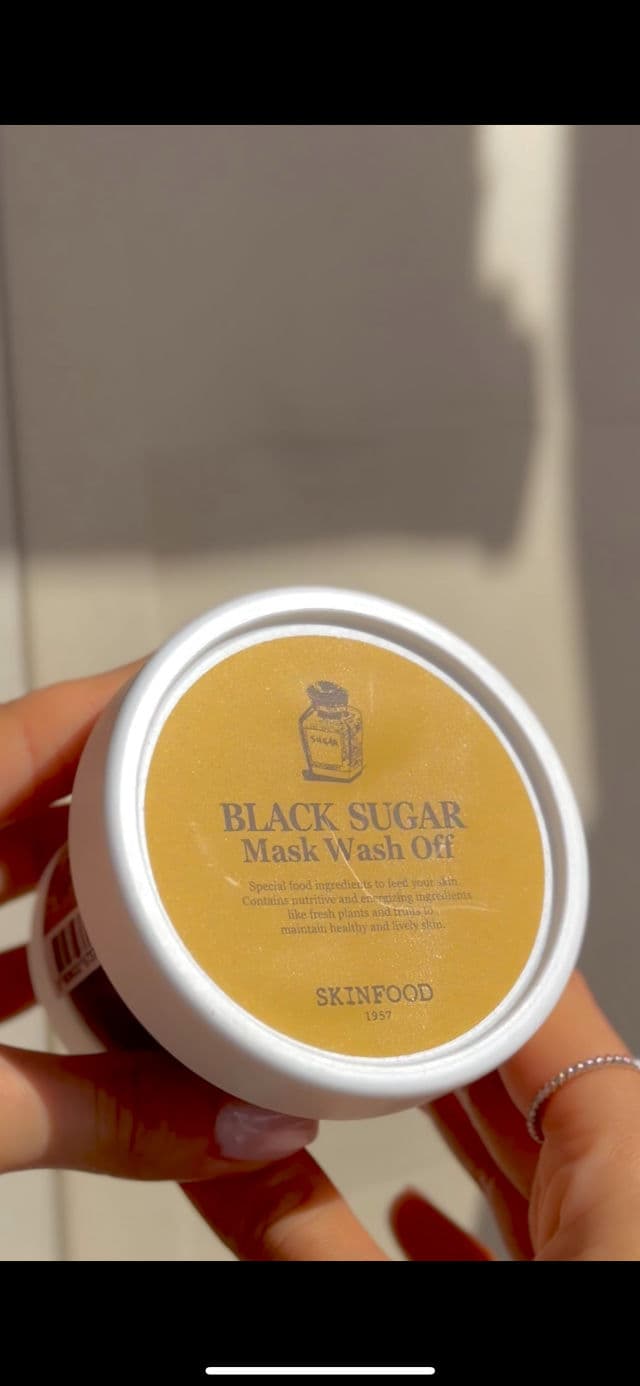 SUGAR
BLACK SUGAR
Mask Wash Off
Special food ingredients to feed your skin
Contains nutritive and energizing ingredients
like fresh plants and fruits to
maintain healthy and lively skin.
SKINFOOD
1957